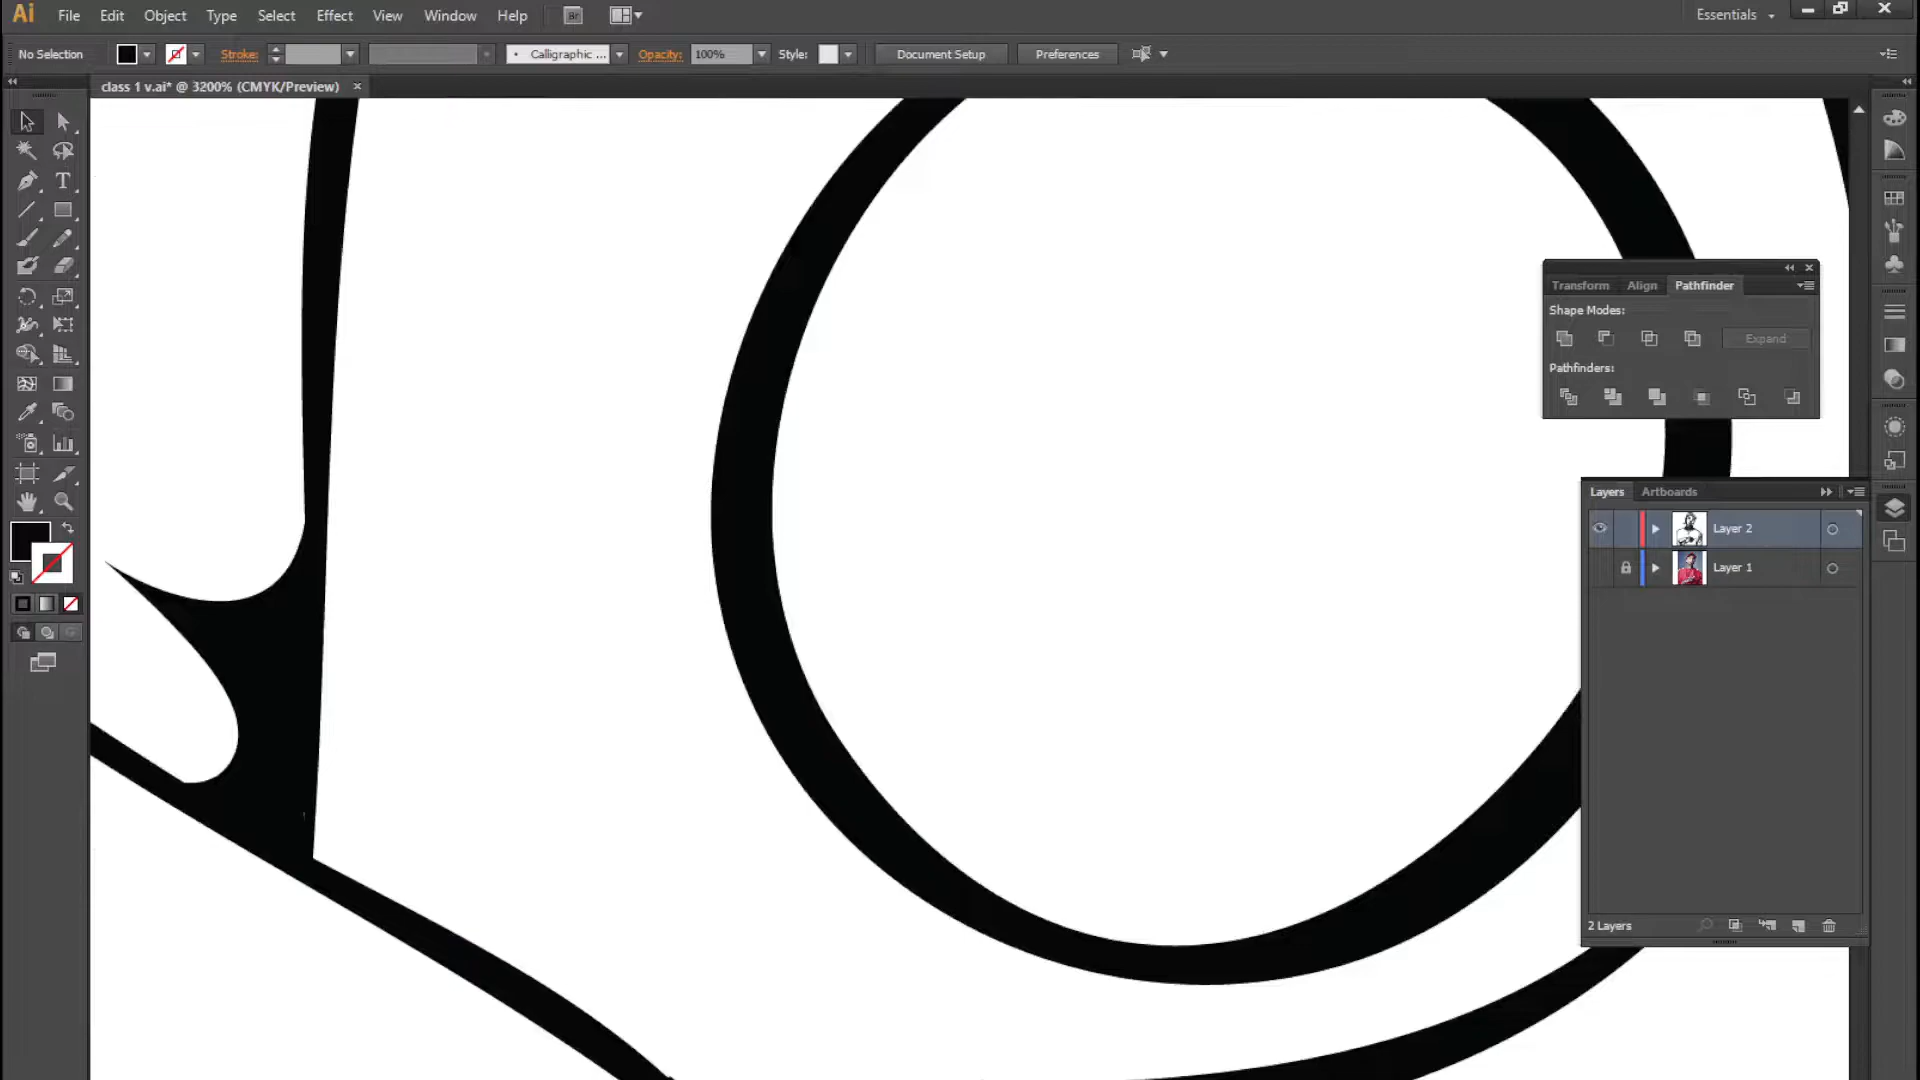 Ai File Edit Object Type Select Effect View Window Help Br Essentials
No Selection Stroke: Calligraphic ... Opacity: 100% Style: Document Setup Preferences
class 1 v.ai* @ 3200% (CMYK/Preview) ×
T
Transform Align Pathfinder
Shape Modes:
Expand
Pathfinders:
Layers Artboards
Layer 2
Layer 1
2 Layers